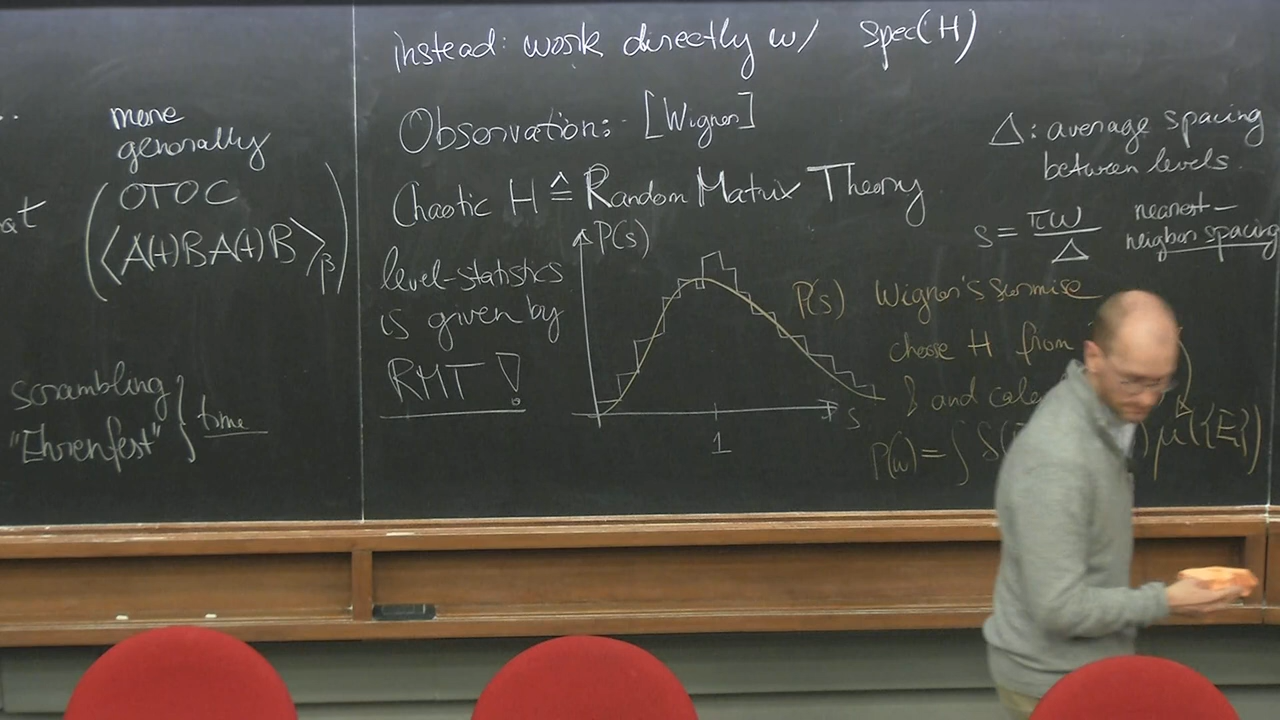 ..
more
generally
OTOC
⟨A(t)BA(t)B⟩β
at
scrambling
"Ehrenfest"
time
instead: work directly w/ spec(H)
Observation: [Wigner]
Chaotic H ≙ Random Matrix Theory
level-statistics
is given by
RMT!
P(s)
P(s)
s
1
Δ: average spacing
between levels.
s = πω/Δ nearest-
neigbor spacing
Wigner's surmise
choose H from
and calc
P(ω) = ∫ δ( ) μ({E})